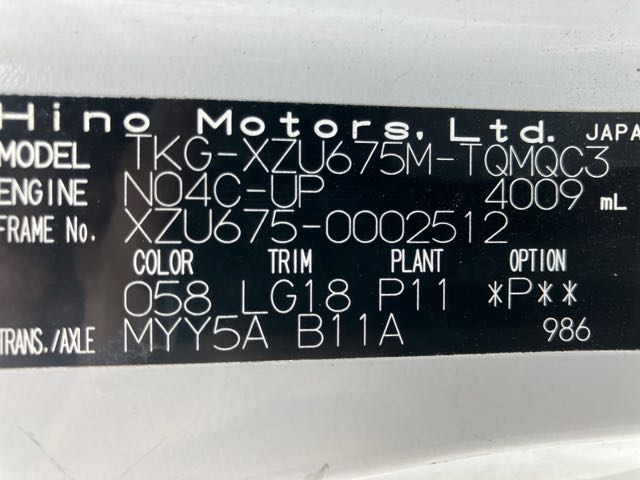 Hino Motors, Ltd. JAPA
MODEL TKG-XZU675M-TQMQC3
ENGINE N04C-UP 4009 mL
FRAME No. XZU675-0002512
COLOR TRIM PLANT OPTION
058 LG18 P11 *P**
TRANS./AXLE MYY5A B11A 986